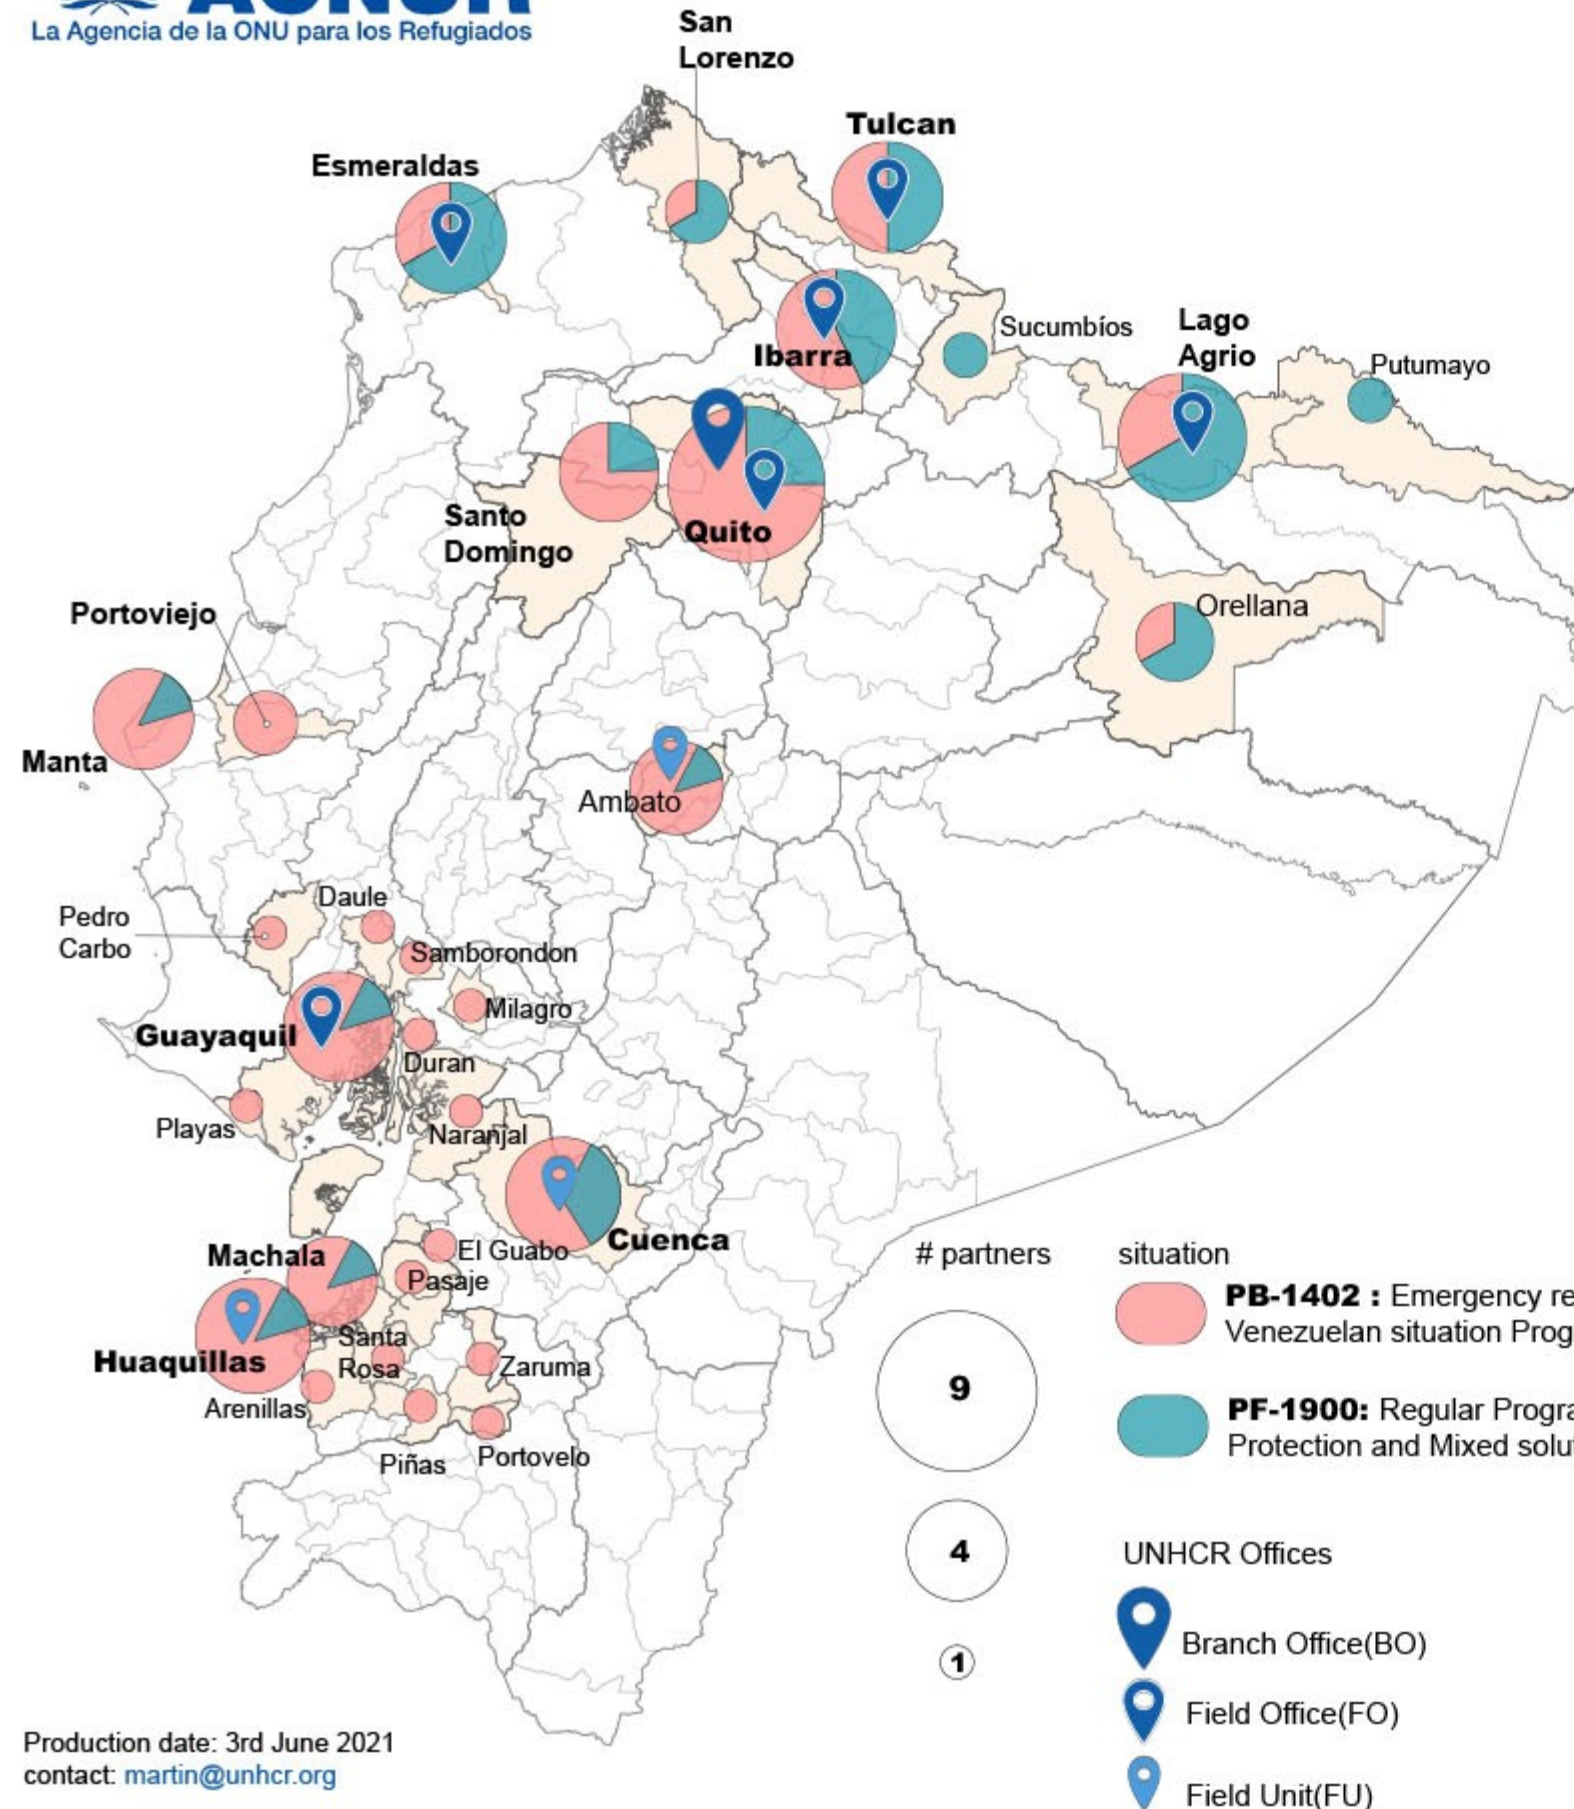 ACNUR
La Agencia de la ONU para los Refugiados
San
Lorenzo
Tulcan
Esmeraldas
Ibarra
Sucumbíos
Lago
Agrio
Putumayo
Santo
Domingo
Quito
Orellana
Portoviejo
Manta
Ambato
Pedro
Carbo
Daule
Samborondon
Milagro
Guayaquil
Duran
Playas
Naranjal
Cuenca
El Guabo
Machala
Pasaje
Huaquillas
Santa
Rosa
Zaruma
Arenillas
Piñas
Portovelo
# partners
9
4
1
situation
PB-1402 : Emergency re
Venezuelan situation Prog
PF-1900: Regular Progra
Protection and Mixed solu
UNHCR Offices
Branch Office(BO)
Field Office(FO)
Field Unit(FU)
Production date: 3rd June 2021
contact: martin@unhcr.org